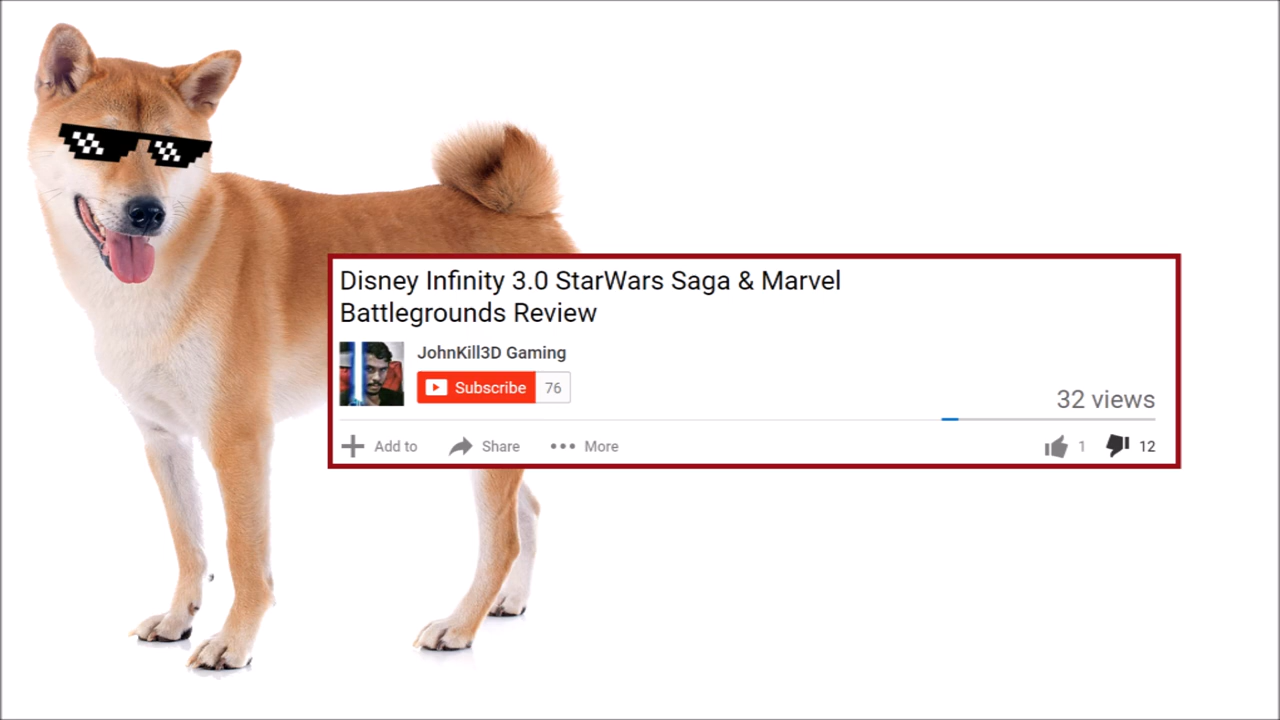 Disney Infinity 3.0 StarWars Saga & Marvel
Battlegrounds Review
JohnKill3D Gaming
Subscribe 76
32 views
Add to Share More 1 12